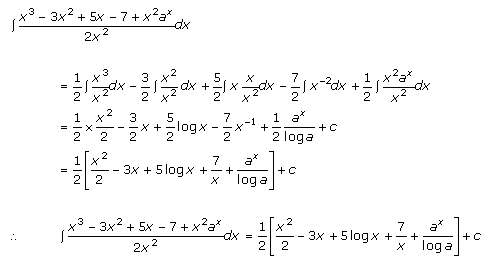 ∫ (x³ − 3x² + 5x − 7 + x²aˣ)/(2x²) dx
= 1/2 ∫ x³/x² dx − 3/2 ∫ x²/x² dx + 5/2 ∫ x x/x² dx − 7/2 ∫ x⁻² dx + 1/2 ∫ x²aˣ/x² dx
= 1/2 × x²/2 − 3/2 x + 5/2 log x − 7/2 x⁻¹ + 1/2 aˣ/log a + c
= 1/2 [x²/2 − 3x + 5 log x + 7/x + aˣ/log a] + c
∴ ∫ (x³ − 3x² + 5x − 7 + x²aˣ)/(2x²) dx = 1/2 [x²/2 − 3x + 5 log x + 7/x + aˣ/log a] + c